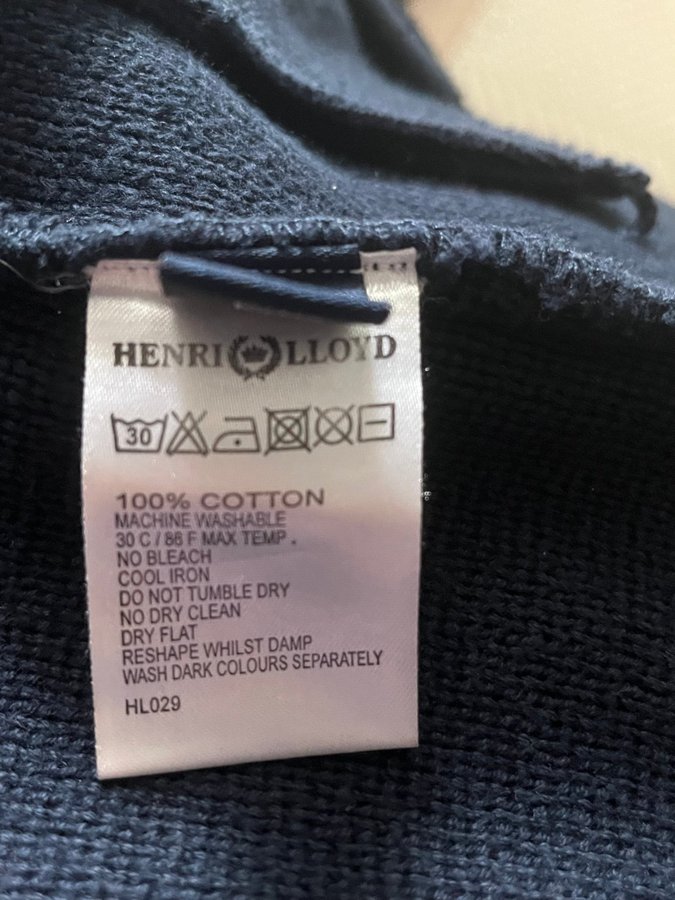 HENRI LLOYD
30
100% COTTON
MACHINE WASHABLE
30 C / 86 F MAX TEMP .
NO BLEACH
COOL IRON
DO NOT TUMBLE DRY
NO DRY CLEAN
DRY FLAT
RESHAPE WHILST DAMP
WASH DARK COLOURS SEPARATELY
HL029